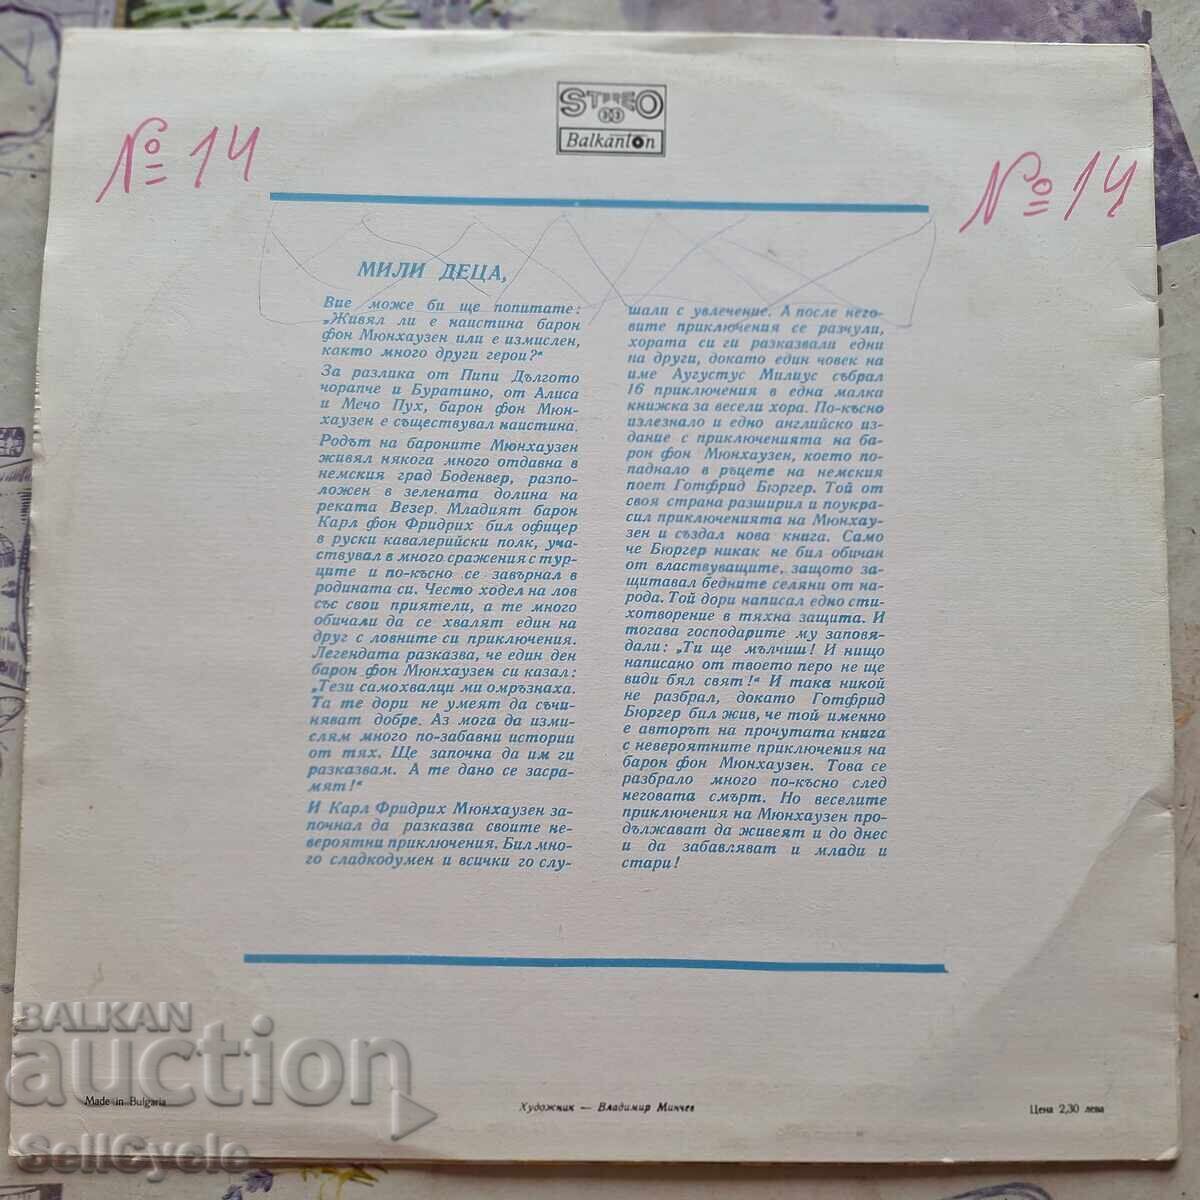 STEREO
Balkanton
№ 14
№ 14
МИЛИ ДЕЦА,
Вие може би ще попитате:
„Живял ли е наистина барон
фон Мюнхаузен или е измислен,
както много други герои?“
За разлика от Пипи Дългото
чорапче и Буратино, от Алиса
и Мечо Пух, барон фон Мюн-
хаузен е съществувал наистина.
Родът на бароните Мюнхаузен
живял някога много отдавна в
немския град Боденвер, разпо-
ложен в зелената долина на
реката Везер. Младият барон
Карл фон Фридрих бил офицер
в руски кавалерийски полк, уча-
ствувал в много сражения с тур-
ците и по-късно се завърнал в
родината си. Често ходел на лов
със свои приятели, а те много
обичали да се хвалят един на
друг с ловните си приключения.
Легендата разказва, че един ден
барон фон Мюнхаузен си казал:
„Тези самохвалци ми омръзнаха.
Та те дори не умеят да съчи-
няват добре. Аз мога да изми-
слям много по-забавни истории
от тях. Ще започна да им ги
разказвам. А те дано се засра-
мят!“
И Карл Фридрих Мюнхаузен за-
почнал да разказва своите не-
вероятни приключения. Бил мно-
го сладкодумен и всички го слу-
шали с увлечение. А после него-
вите приключения се разчули,
хората си ги разказвали едни
на други, докато един човек на
име Аугустус Милиус събрал
16 приключения в една малка
книжка за весели хора. По-късно
излезнало и едно английско из-
дание с приключенията на ба-
рон фон Мюнхаузен, което по-
паднало в ръцете на немския
поет Готфрид Бюргер. Той от
своя страна разширил и поукра-
сил приключенията на Мюнхау-
зен и създал нова книга. Само
че Бюргер никак не бил обичан
от властвуващите, защото за-
щитавал бедните селяни от на-
рода. Той дори написал едно сти-
хотворение в тяхна защита. И
тогава господарите му заповя-
дали: „Ти ще мълчиш! И нищо
написано от твоето перо не ще
види бял свят!“ И така никой
не разбрал, докато Готфрид
Бюргер бил жив, че той именно
е авторът на прочутата книга
с невероятните приключения на
барон фон Мюнхаузен. Това се
разбрало много по-късно след
неговата смърт. Но веселите
приключения на Мюнхаузен про-
дължават да живеят и до днес
и да забавляват и млади и
стари!
BALKAN
auction
Made in Bulgaria
Художник — Владимир Минчев
Цена 2,30 лева
SellCycle